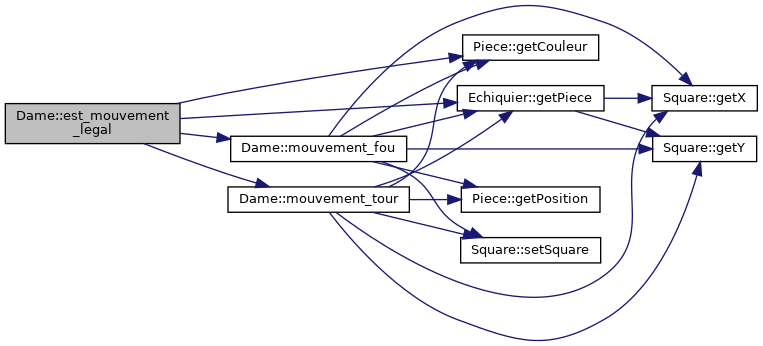 Dame::est_mouvement
_legal
Dame::mouvement_fou
Dame::mouvement_tour
Piece::getCouleur
Echiquier::getPiece
Piece::getPosition
Square::setSquare
Square::getX
Square::getY